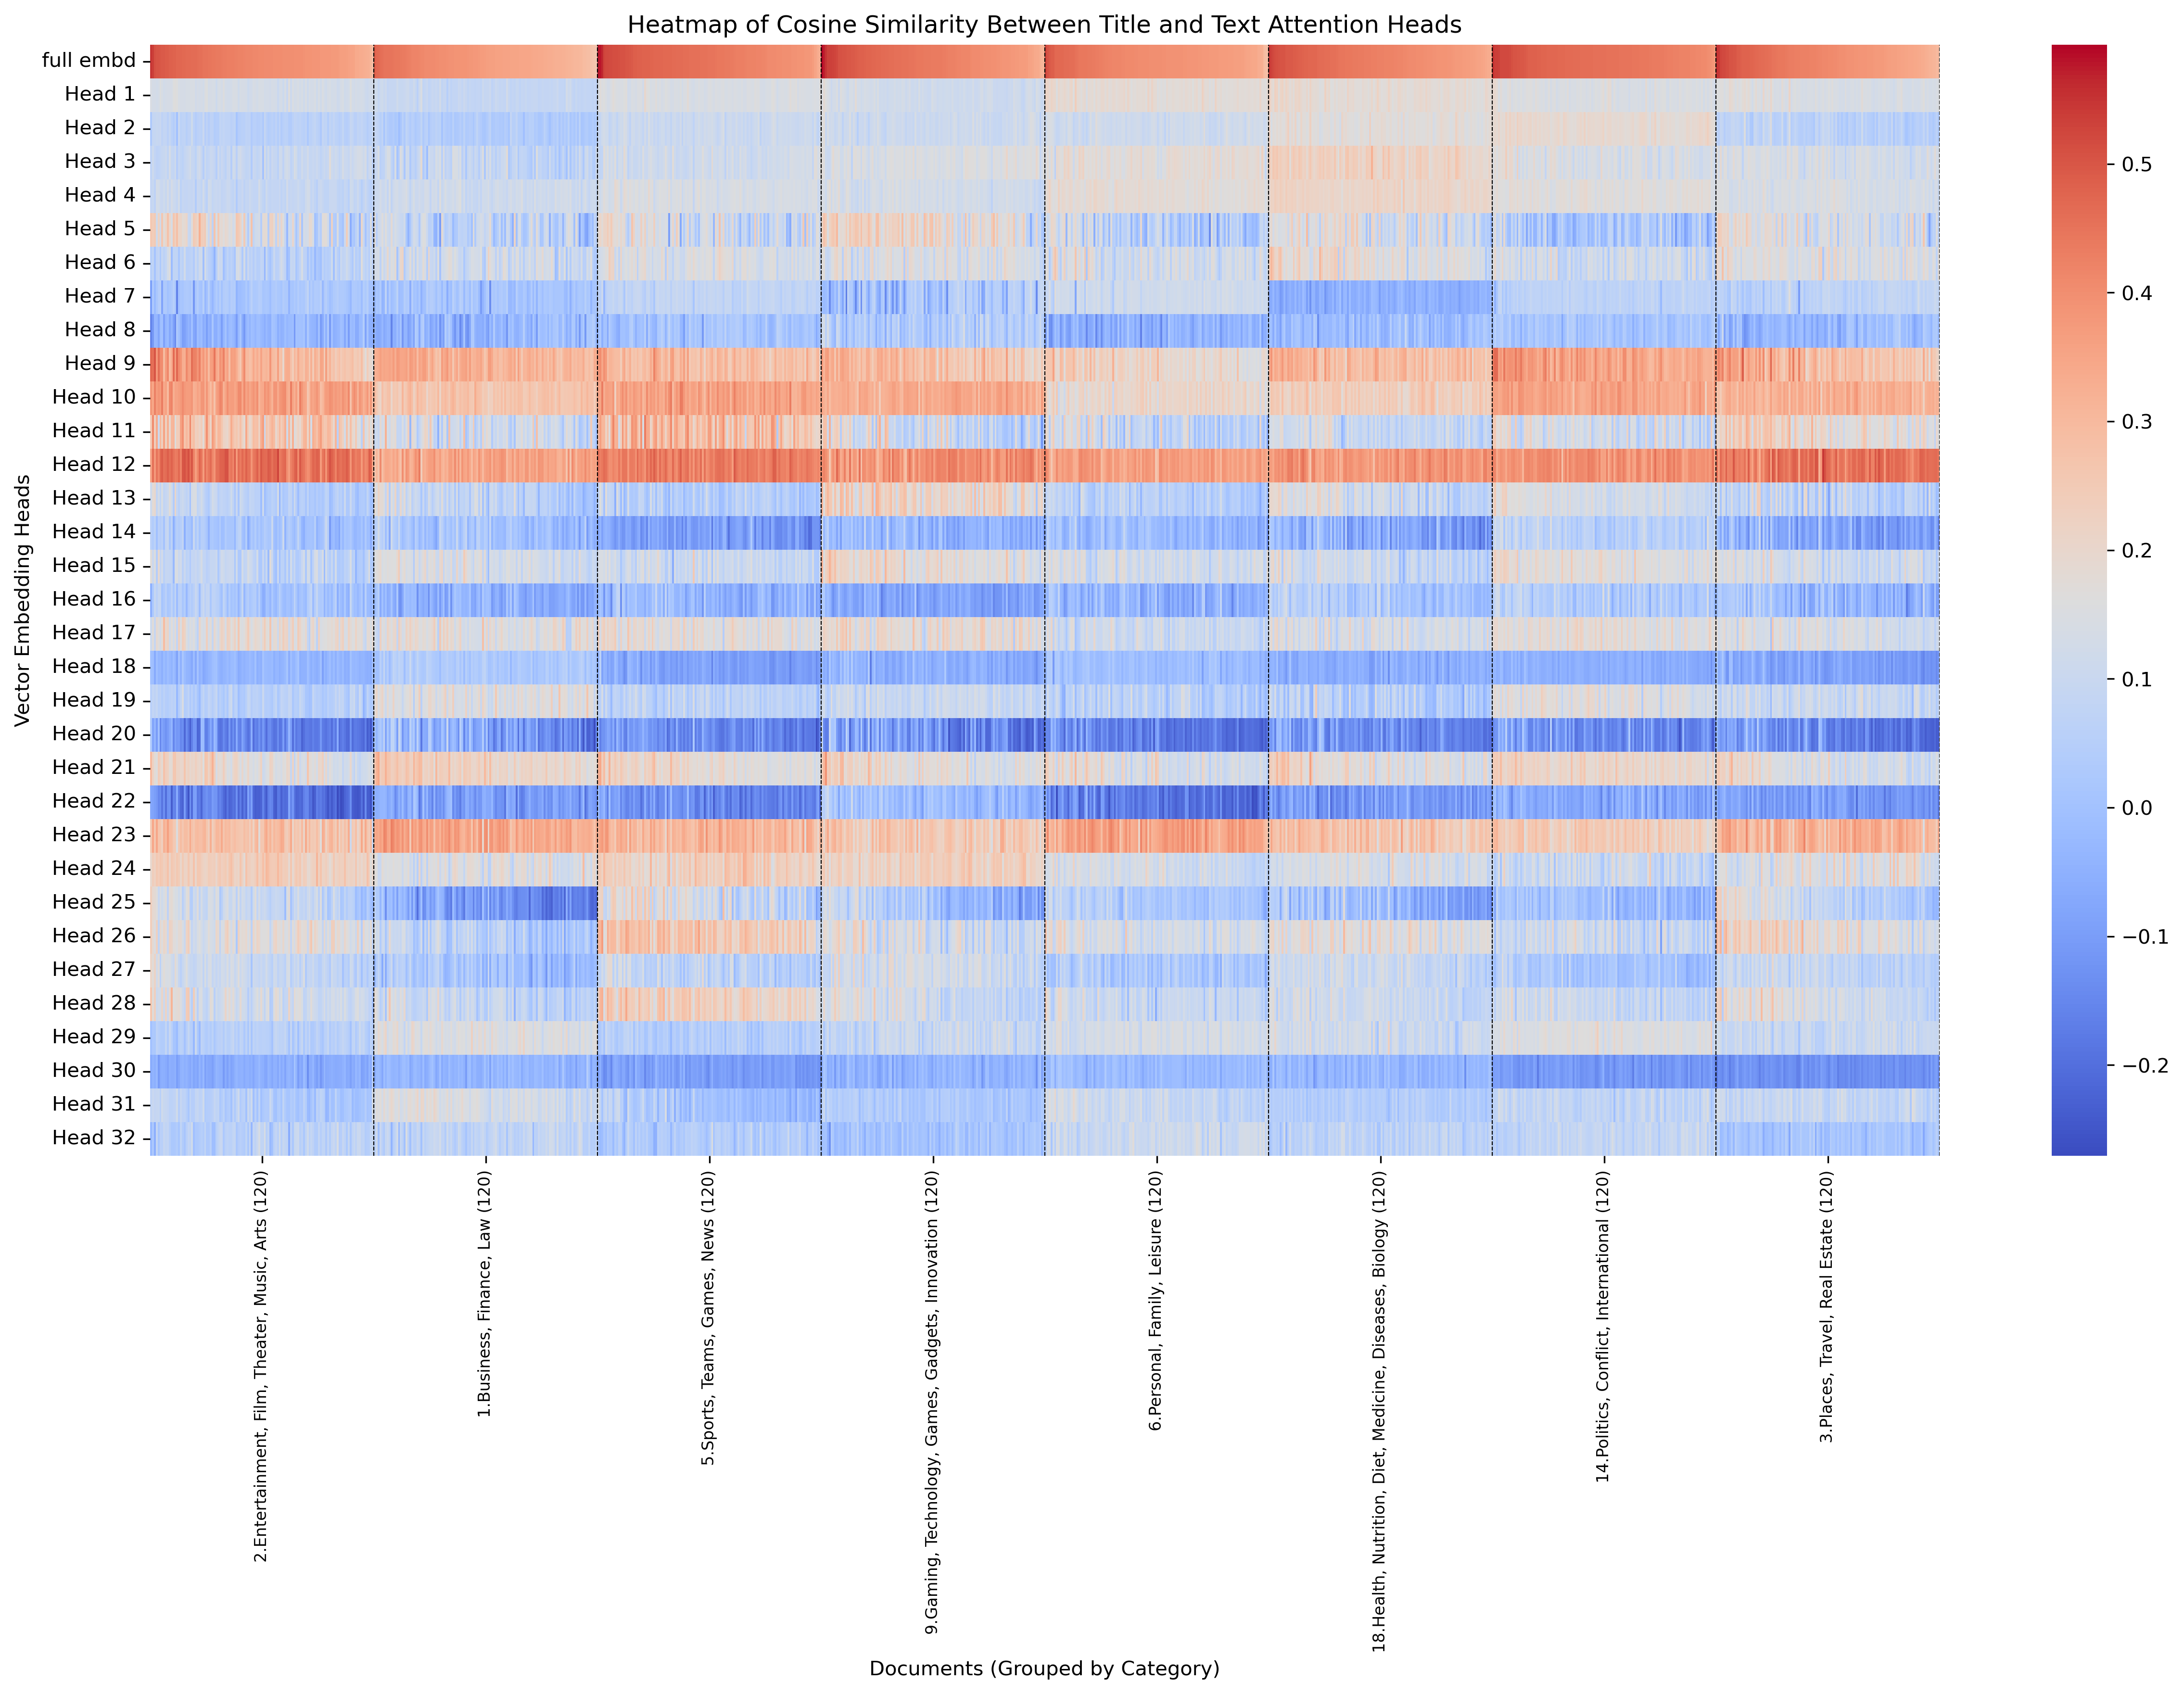 Heatmap of Cosine Similarity Between Title and Text Attention Heads
Vector Embedding Heads
full embd
Head 1
Head 2
Head 3
Head 4
Head 5
Head 6
Head 7
Head 8
Head 9
Head 10
Head 11
Head 12
Head 13
Head 14
Head 15
Head 16
Head 17
Head 18
Head 19
Head 20
Head 21
Head 22
Head 23
Head 24
Head 25
Head 26
Head 27
Head 28
Head 29
Head 30
Head 31
Head 32
0.5
0.4
0.3
0.2
0.1
0.0
−0.1
−0.2
2.Entertainment, Film, Theater, Music, Arts (120)
1.Business, Finance, Law (120)
5.Sports, Teams, Games, News (120)
9.Gaming, Technology, Games, Gadgets, Innovation (120)
6.Personal, Family, Leisure (120)
18.Health, Nutrition, Diet, Medicine, Diseases, Biology (120)
14.Politics, Conflict, International (120)
3.Places, Travel, Real Estate (120)
Documents (Grouped by Category)